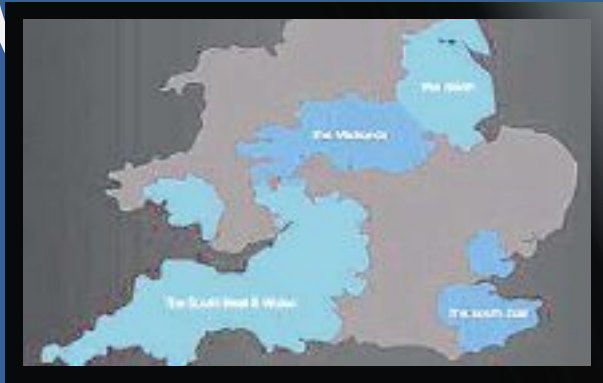 The North
The Midlands
The South West & Wales
The South East